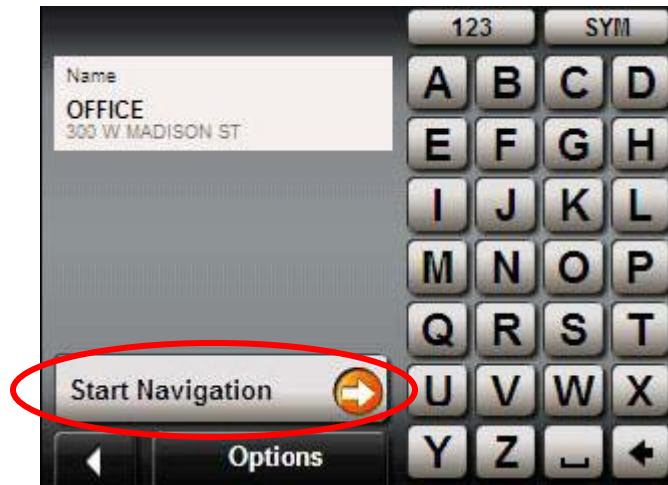 123 SYM
Name
OFFICE
300 W MADISON ST
A B C D
E F G H
I J K L
M N O P
Q R S T
Start Navigation
U V W X
Options
Y Z